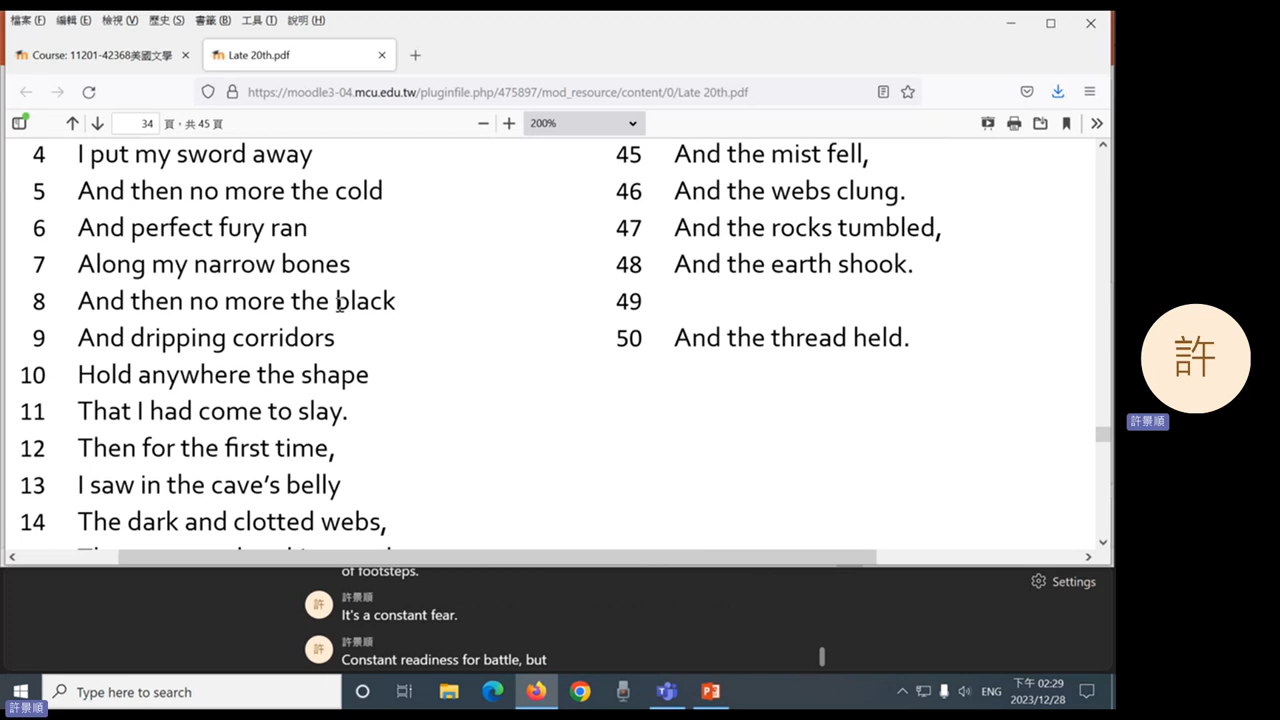 檔案 (F) 編輯 (E) 檢視 (V) 歷史 (S) 書籤 (B) 工具 (T) 說明 (H)
Course: 11201-42368美國文學
Late 20th.pdf
https://moodle3-04.mcu.edu.tw/pluginfile.php/475897/mod_resource/content/0/Late 20th.pdf
34 頁，共 45 頁
200%
4 I put my sword away
5 And then no more the cold
6 And perfect fury ran
7 Along my narrow bones
8 And then no more the black
9 And dripping corridors
10 Hold anywhere the shape
11 That I had come to slay.
12 Then for the first time,
13 I saw in the cave's belly
14 The dark and clotted webs,
45 And the mist fell,
46 And the webs clung.
47 And the rocks tumbled,
48 And the earth shook.
49
50 And the thread held.
許
許景順
of footsteps.
Settings
許
許景順
It's a constant fear.
許
許景順
Constant readiness for battle, but
Type here to search
ENG
下午 02:29
2023/12/28
許景順